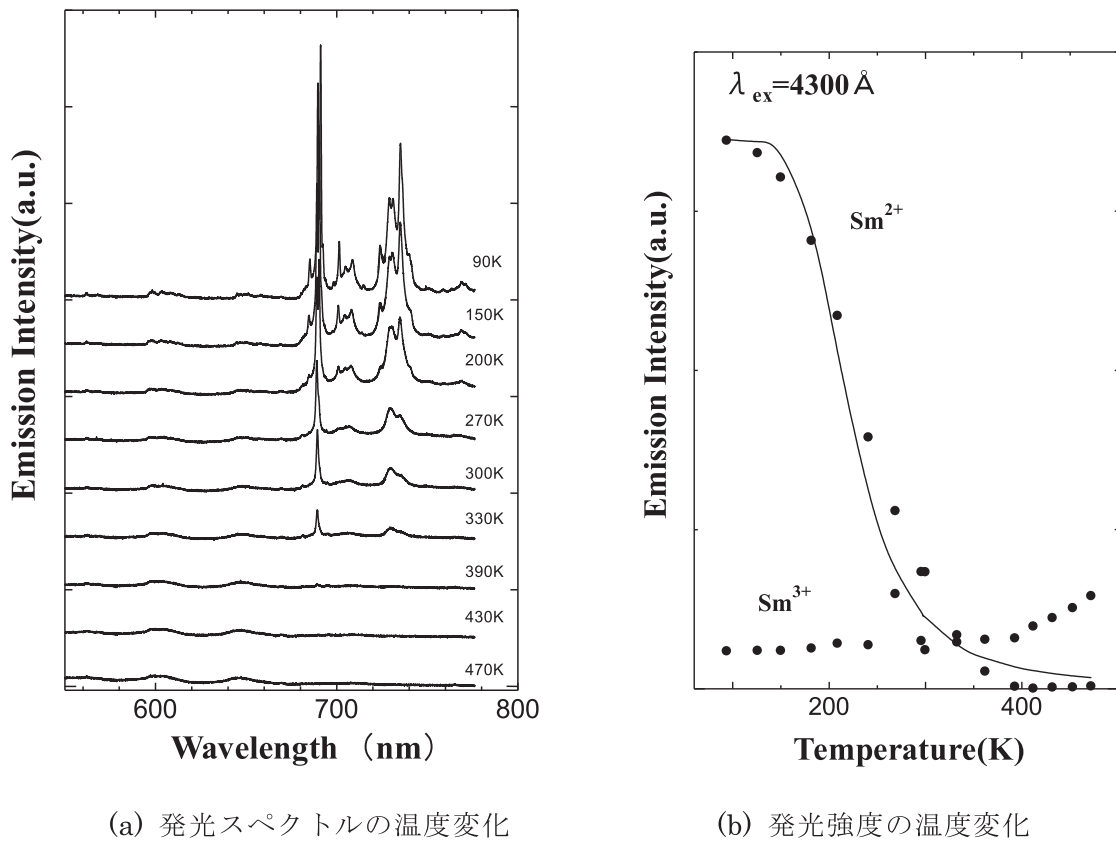 Emission Intensity(a.u.)
90K
150K
200K
270K
300K
330K
390K
430K
470K
600
700
800
Wavelength （nm）
(a) 発光スペクトルの温度変化
λex=4300Å
Emission Intensity(a.u.)
Sm2+
Sm3+
200
400
Temperature(K)
(b) 発光強度の温度変化